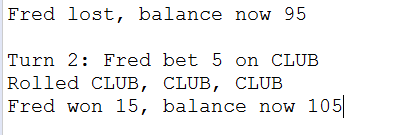 Fred lost, balance now 95
Turn 2: Fred bet 5 on CLUB
Rolled CLUB, CLUB, CLUB
Fred won 15, balance now 105